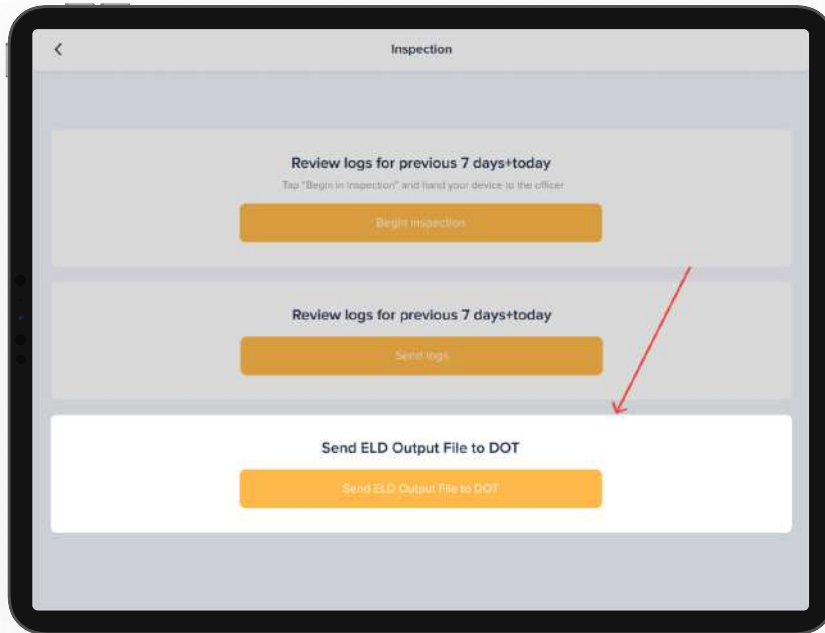 Inspection
Review logs for previous 7 days+today
Tap "Begin in Inspection" and hand your device to the officer
Begin inspection
Review logs for previous 7 days+today
Send logs
Send ELD Output File to DOT
Send ELD Output File to DOT